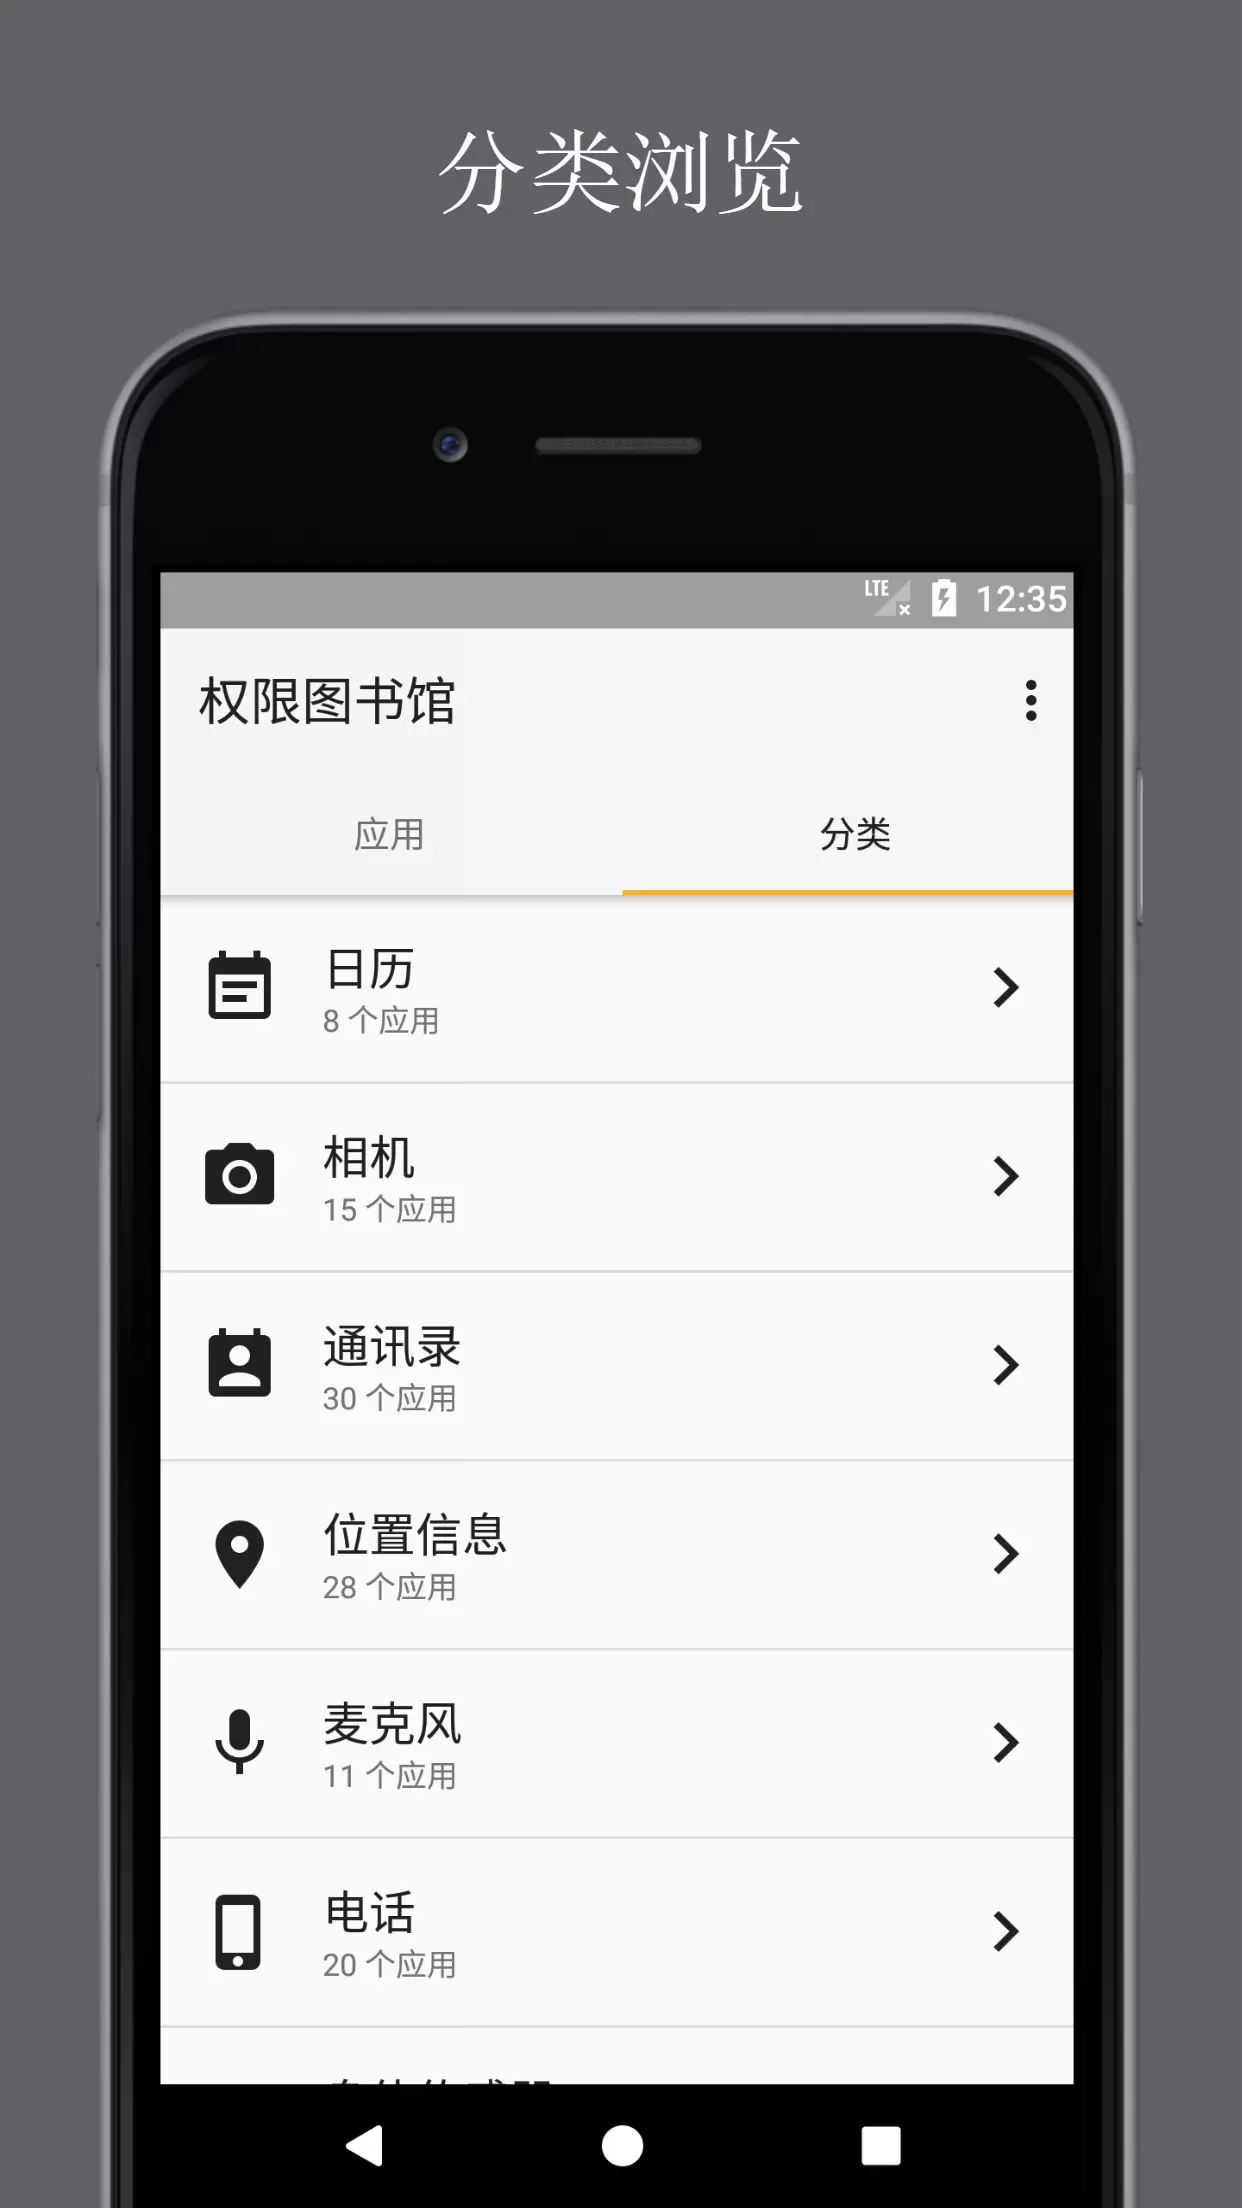 分类浏览
LTE 12:35
权限图书馆
应用 分类
日历
8 个应用
相机
15 个应用
通讯录
30 个应用
位置信息
28 个应用
麦克风
11 个应用
电话
20 个应用